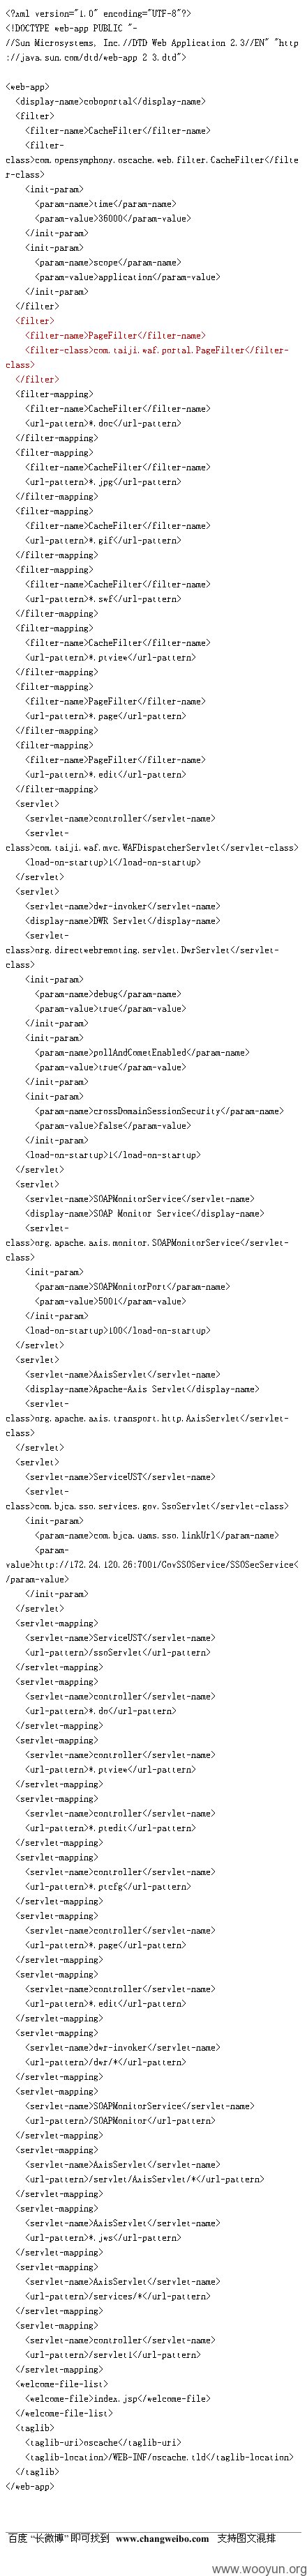 <?xml version="1.0" encoding="UTF-8"?>
<!DOCTYPE web-app PUBLIC "-
//Sun Microsystems, Inc.//DTD Web Application 2.3//EN" "http
://java.sun.com/dtd/web-app_2_3.dtd">
<web-app>
<display-name>coboportal</display-name>
<filter>
<filter-name>CacheFilter</filter-name>
<filter-
class>com.opensymphony.oscache.web.filter.CacheFilter</filte
r-class>
<init-param>
<param-name>time</param-name>
<param-value>36000</param-value>
</init-param>
<init-param>
<param-name>scope</param-name>
<param-value>application</param-value>
</init-param>
</filter>
<filter>
<filter-name>PageFilter</filter-name>
<filter-class>com.taiji.waf.portal.PageFilter</filter-
class>
</filter>
<filter-mapping>
<filter-name>CacheFilter</filter-name>
<url-pattern>*.doc</url-pattern>
</filter-mapping>
<filter-mapping>
<filter-name>CacheFilter</filter-name>
<url-pattern>*.jpg</url-pattern>
</filter-mapping>
<filter-mapping>
<filter-name>CacheFilter</filter-name>
<url-pattern>*.gif</url-pattern>
</filter-mapping>
<filter-mapping>
<filter-name>CacheFilter</filter-name>
<url-pattern>*.swf</url-pattern>
</filter-mapping>
<filter-mapping>
<filter-name>CacheFilter</filter-name>
<url-pattern>*.ptview</url-pattern>
</filter-mapping>
<filter-mapping>
<filter-name>PageFilter</filter-name>
<url-pattern>*.page</url-pattern>
</filter-mapping>
<filter-mapping>
<filter-name>PageFilter</filter-name>
<url-pattern>*.edit</url-pattern>
</filter-mapping>
<servlet>
<servlet-name>controller</servlet-name>
<servlet-
class>com.taiji.waf.mvc.WAFDispatcherServlet</servlet-class>
<load-on-startup>1</load-on-startup>
</servlet>
<servlet>
<servlet-name>dwr-invoker</servlet-name>
<display-name>DWR Servlet</display-name>
<servlet-
class>org.directwebremoting.servlet.DwrServlet</servlet-
class>
<init-param>
<param-name>debug</param-name>
<param-value>true</param-value>
</init-param>
<init-param>
<param-name>pollAndCometEnabled</param-name>
<param-value>true</param-value>
</init-param>
<init-param>
<param-name>crossDomainSessionSecurity</param-name>
<param-value>false</param-value>
</init-param>
<load-on-startup>1</load-on-startup>
</servlet>
<servlet>
<servlet-name>SOAPMonitorService</servlet-name>
<display-name>SOAP Monitor Service</display-name>
<servlet-
class>org.apache.axis.monitor.SOAPMonitorService</servlet-
class>
<init-param>
<param-name>SOAPMonitorPort</param-name>
<param-value>5001</param-value>
</init-param>
<load-on-startup>100</load-on-startup>
</servlet>
<servlet>
<servlet-name>AxisServlet</servlet-name>
<display-name>Apache-Axis Servlet</display-name>
<servlet-
class>org.apache.axis.transport.http.AxisServlet</servlet-
class>
</servlet>
<servlet>
<servlet-name>ServiceUST</servlet-name>
<servlet-
class>com.bjca.sso.services.gov.SsoServlet</servlet-class>
<init-param>
<param-name>com.bjca.uams.sso.linkUrl</param-name>
<param-
value>http://172.24.120.26:7001/GovSSOService/SSOSecService<
/param-value>
</init-param>
</servlet>
<servlet-mapping>
<servlet-name>ServiceUST</servlet-name>
<url-pattern>/ssoServlet</url-pattern>
</servlet-mapping>
<servlet-mapping>
<servlet-name>controller</servlet-name>
<url-pattern>*.do</url-pattern>
</servlet-mapping>
<servlet-mapping>
<servlet-name>controller</servlet-name>
<url-pattern>*.ptview</url-pattern>
</servlet-mapping>
<servlet-mapping>
<servlet-name>controller</servlet-name>
<url-pattern>*.ptedit</url-pattern>
</servlet-mapping>
<servlet-mapping>
<servlet-name>controller</servlet-name>
<url-pattern>*.ptcfg</url-pattern>
</servlet-mapping>
<servlet-mapping>
<servlet-name>controller</servlet-name>
<url-pattern>*.page</url-pattern>
</servlet-mapping>
<servlet-mapping>
<servlet-name>controller</servlet-name>
<url-pattern>*.edit</url-pattern>
</servlet-mapping>
<servlet-mapping>
<servlet-name>dwr-invoker</servlet-name>
<url-pattern>/dwr/*</url-pattern>
</servlet-mapping>
<servlet-mapping>
<servlet-name>SOAPMonitorService</servlet-name>
<url-pattern>/SOAPMonitor</url-pattern>
</servlet-mapping>
<servlet-mapping>
<servlet-name>AxisServlet</servlet-name>
<url-pattern>/servlet/AxisServlet/*</url-pattern>
</servlet-mapping>
<servlet-mapping>
<servlet-name>AxisServlet</servlet-name>
<url-pattern>*.jws</url-pattern>
</servlet-mapping>
<servlet-mapping>
<servlet-name>AxisServlet</servlet-name>
<url-pattern>/services/*</url-pattern>
</servlet-mapping>
<servlet-mapping>
<servlet-name>controller</servlet-name>
<url-pattern>/servlet1</url-pattern>
</servlet-mapping>
<welcome-file-list>
<welcome-file>index.jsp</welcome-file>
</welcome-file-list>
<taglib>
<taglib-uri>oscache</taglib-uri>
<taglib-location>/WEB-INF/oscache.tld</taglib-location>
</taglib>
</web-app>
百度“长微博”即可找到 www.changweibo.com 支持图文混排
www.wooyun.org